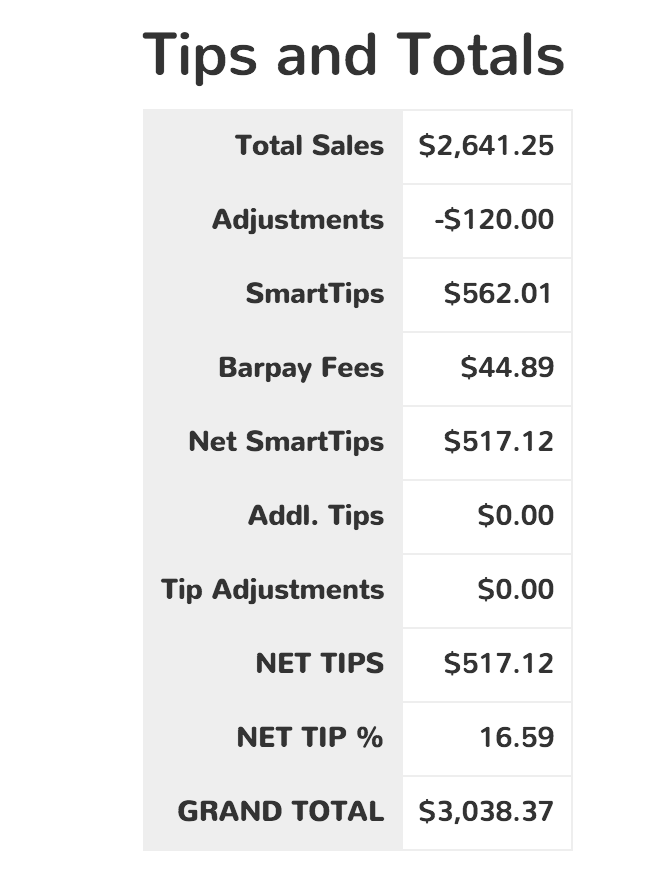 Tips and Totals
Total Sales $2,641.25
Adjustments -$120.00
SmartTips $562.01
Barpay Fees $44.89
Net SmartTips $517.12
Addl. Tips $0.00
Tip Adjustments $0.00
NET TIPS $517.12
NET TIP % 16.59
GRAND TOTAL $3,038.37